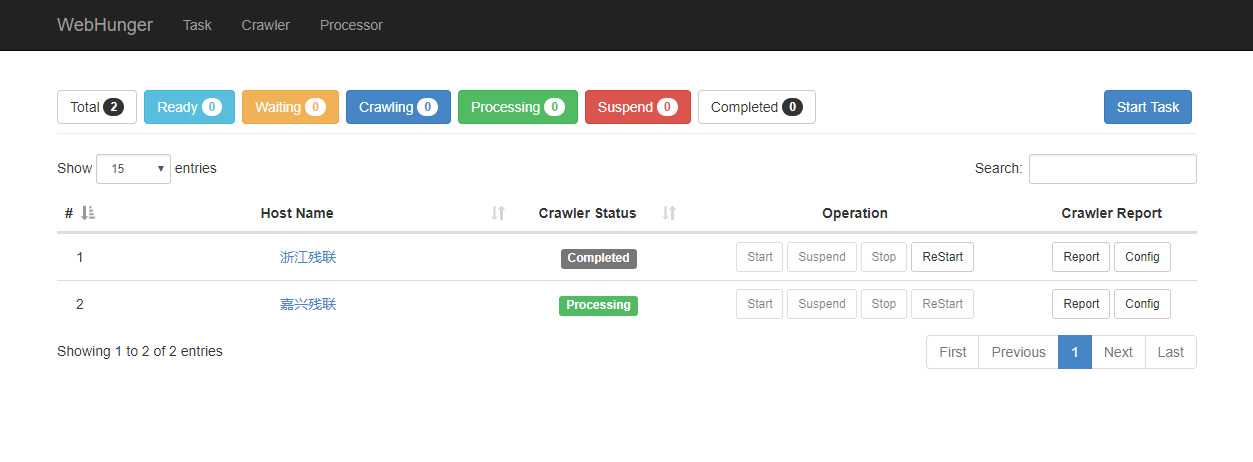 WebHunger Task Crawler Processor
Total 2 Ready 0 Waiting 0 Crawling 0 Processing 0 Suspend 0 Completed 0 Start Task
Show 15 entries Search:
# Host Name Crawler Status Operation Crawler Report
1 浙江残联 Completed Start Suspend Stop ReStart Report Config
2 嘉兴残联 Processing Start Suspend Stop ReStart Report Config
Showing 1 to 2 of 2 entries First Previous 1 Next Last